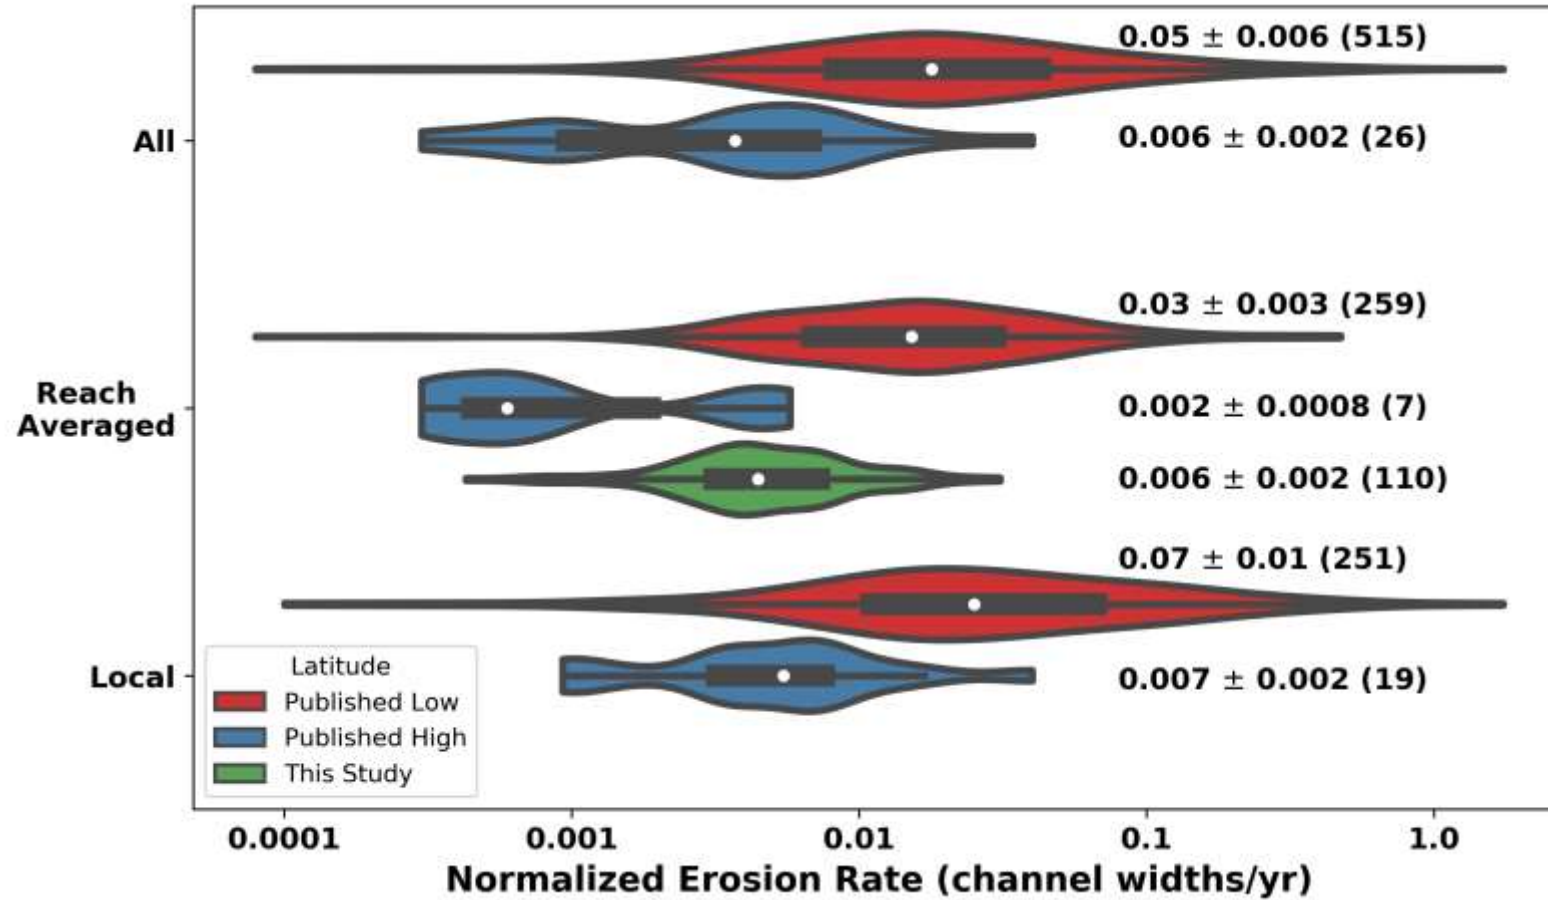 0.05 ± 0.006 (515)
All
0.006 ± 0.002 (26)
0.03 ± 0.003 (259)
Reach
Averaged
0.002 ± 0.0008 (7)
0.006 ± 0.002 (110)
0.07 ± 0.01 (251)
Local
0.007 ± 0.002 (19)
Latitude
Published Low
Published High
This Study
0.0001 0.001 0.01 0.1 1.0
Normalized Erosion Rate (channel widths/yr)